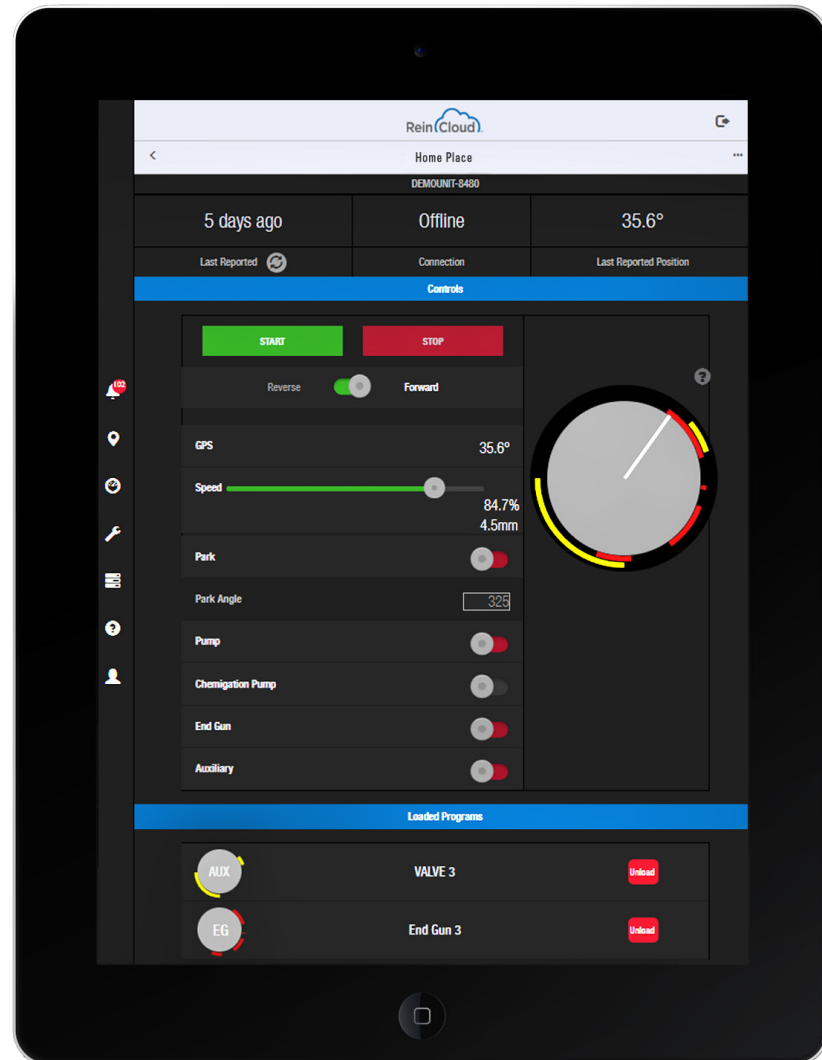 ReinCloud
Home Place
DEMOUNIT-8480
5 days ago Offline 35.6°
Last Reported Connection Last Reported Position
Controls
START STOP
Reverse Forward
102
GPS 35.6°
Speed
84.7%
4.5mm
Park
Park Angle 325
Pump
Chemigation Pump
End Gun
Auxiliary
Loaded Programs
AUX VALVE 3 Unload
EG End Gun 3 Unload